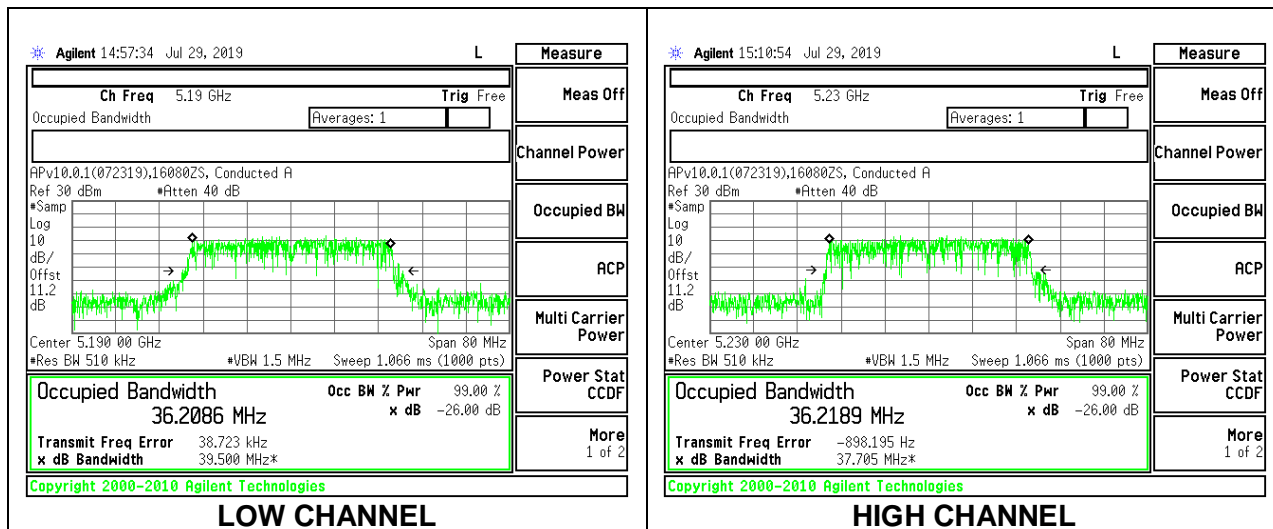 Agilent 14:57:34 Jul 29, 2019 L
Measure
Ch Freq 5.19 GHz Trig Free
Occupied Bandwidth Averages: 1
APv10.0.1(072319),16080ZS, Conducted A
Ref 30 dBm #Atten 40 dB
#Samp
Log
10
dB/
Offst
11.2
dB
Center 5.190 00 GHz Span 80 MHz
#Res BW 510 kHz #VBW 1.5 MHz Sweep 1.066 ms (1000 pts)
Occupied Bandwidth Occ BW % Pwr 99.00 %
36.2086 MHz x dB -26.00 dB
Transmit Freq Error 38.723 kHz
x dB Bandwidth 39.500 MHz*
Copyright 2000-2010 Agilent Technologies
Meas Off
Channel Power
Occupied BW
ACP
Multi Carrier
Power
Power Stat
CCDF
More
1 of 2
LOW CHANNEL
Agilent 15:10:54 Jul 29, 2019 L
Measure
Ch Freq 5.23 GHz Trig Free
Occupied Bandwidth Averages: 1
APv10.0.1(072319),16080ZS, Conducted A
Ref 30 dBm #Atten 40 dB
#Samp
Log
10
dB/
Offst
11.2
dB
Center 5.230 00 GHz Span 80 MHz
#Res BW 510 kHz #VBW 1.5 MHz Sweep 1.066 ms (1000 pts)
Occupied Bandwidth Occ BW % Pwr 99.00 %
36.2189 MHz x dB -26.00 dB
Transmit Freq Error -898.195 Hz
x dB Bandwidth 37.705 MHz*
Copyright 2000-2010 Agilent Technologies
Meas Off
Channel Power
Occupied BW
ACP
Multi Carrier
Power
Power Stat
CCDF
More
1 of 2
HIGH CHANNEL